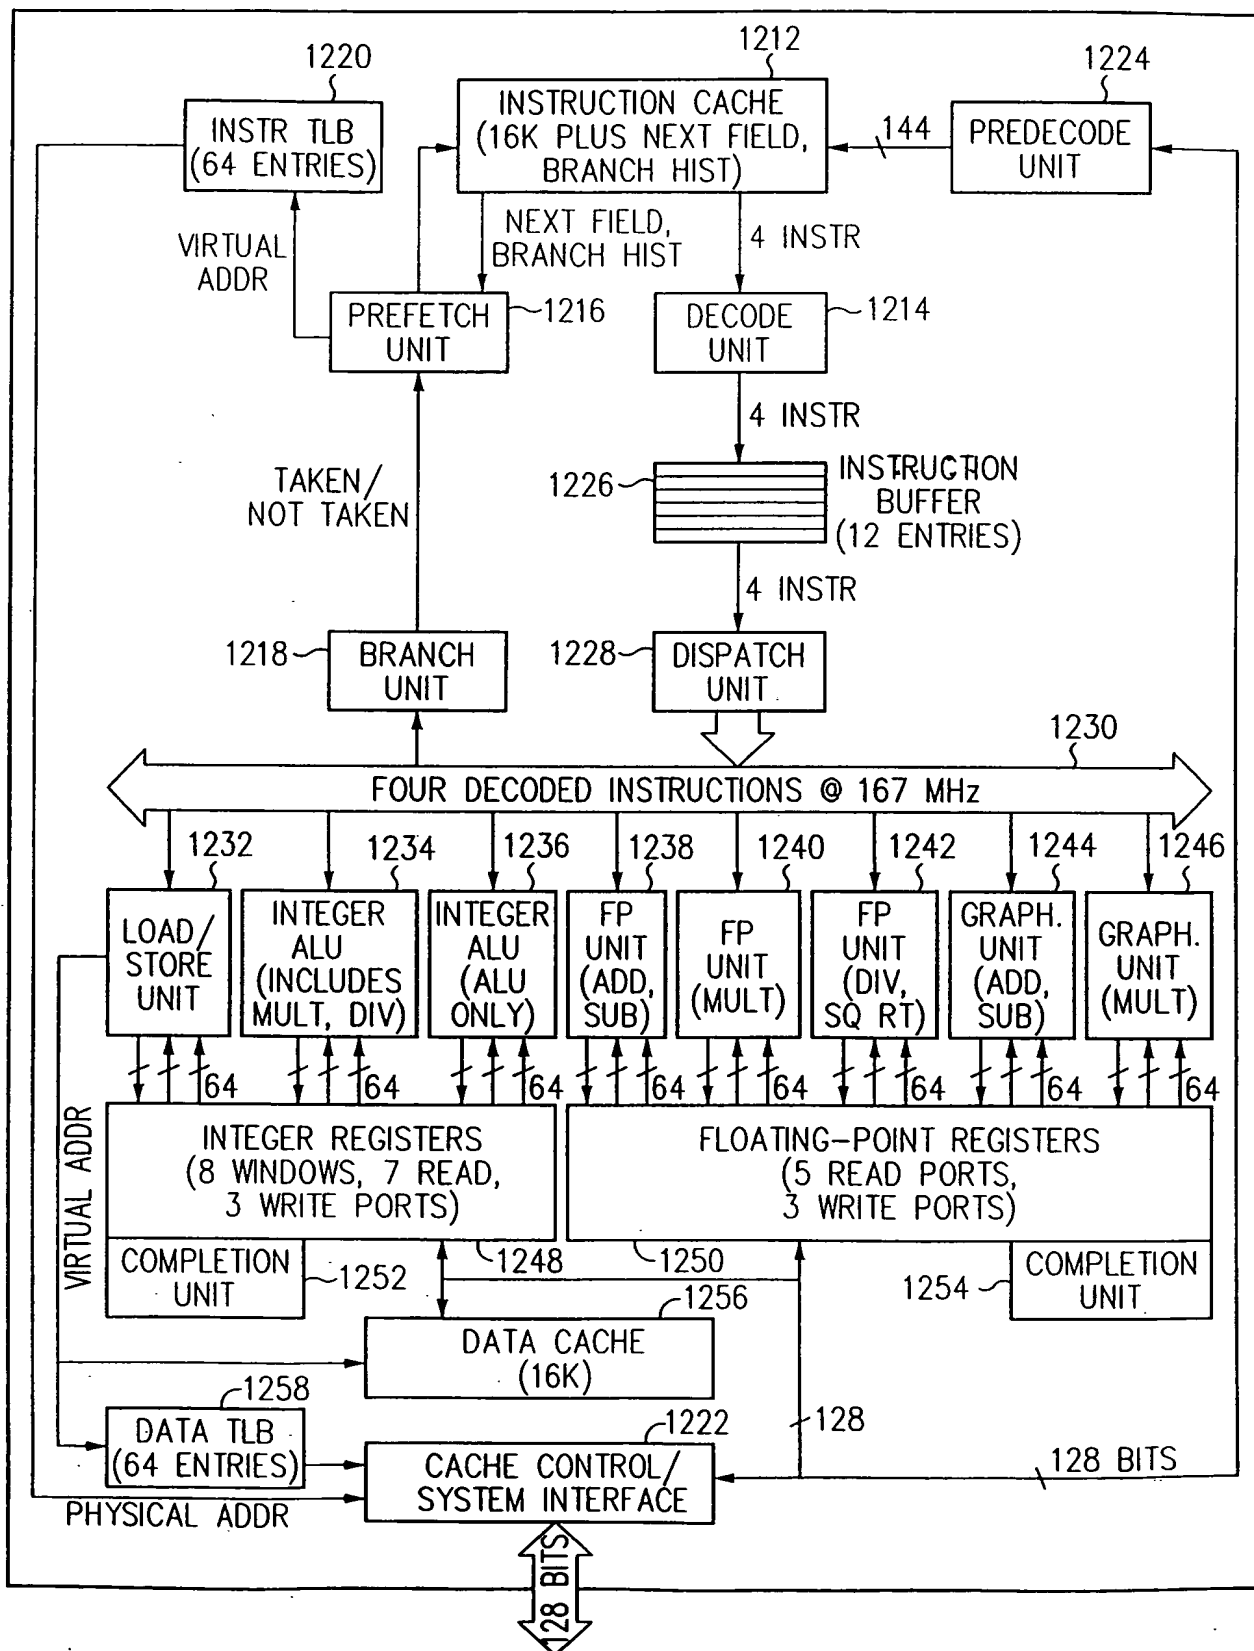 1220
1212
1224
INSTR TLB
(64 ENTRIES)
INSTRUCTION CACHE
(16K PLUS NEXT FIELD,
BRANCH HIST)
144
PREDECODE
UNIT
VIRTUAL
ADDR
NEXT FIELD,
BRANCH HIST
4 INSTR
PREFETCH
UNIT
1216
DECODE
UNIT
1214
4 INSTR
TAKEN/
NOT TAKEN
1226
INSTRUCTION
BUFFER
(12 ENTRIES)
4 INSTR
1218
BRANCH
UNIT
1228
DISPATCH
UNIT
1230
FOUR DECODED INSTRUCTIONS @ 167 MHz
1232
1234
1236
1238
1240
1242
1244
1246
LOAD/
STORE
UNIT
INTEGER
ALU
(INCLUDES
MULT, DIV)
INTEGER
ALU
(ALU
ONLY)
FP
UNIT
(ADD,
SUB)
FP
UNIT
(MULT)
FP
UNIT
(DIV,
SQ RT)
GRAPH.
UNIT
(ADD,
SUB)
GRAPH.
UNIT
(MULT)
64
64
64
64
64
64
64
64
VIRTUAL ADDR
INTEGER REGISTERS
(8 WINDOWS, 7 READ,
3 WRITE PORTS)
FLOATING-POINT REGISTERS
(5 READ PORTS,
3 WRITE PORTS)
COMPLETION
UNIT
1252
1248
1250
1254
COMPLETION
UNIT
1256
DATA CACHE
(16K)
1258
DATA TLB
(64 ENTRIES)
1222
CACHE CONTROL/
SYSTEM INTERFACE
128
128 BITS
PHYSICAL ADDR
128 BITS